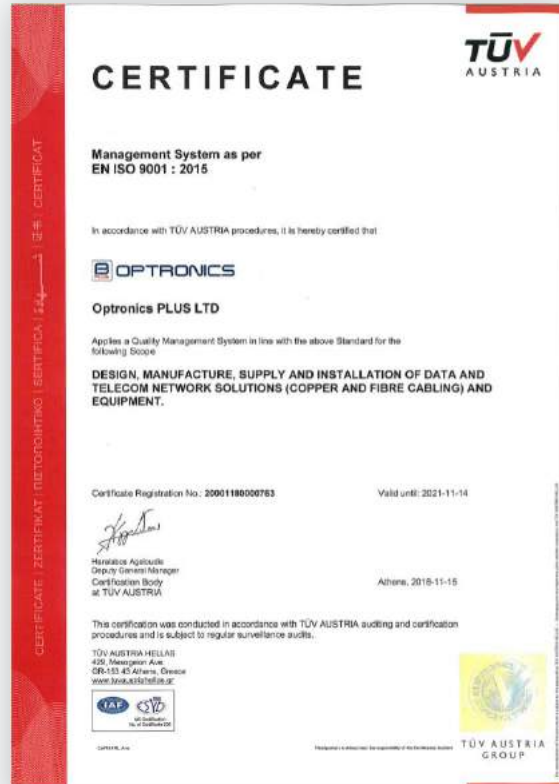 TÜV
AUSTRIA
CERTIFICATE
Management System as per
EN ISO 9001 : 2015
In accordance with TÜV AUSTRIA procedures, it is hereby certified that
OPTRONICS
Optronics PLUS LTD
Applies a Quality Management System in line with the above Standard for the
following Scope
DESIGN, MANUFACTURE, SUPPLY AND INSTALLATION OF DATA AND
TELECOM NETWORK SOLUTIONS (COPPER AND FIBRE CABLING) AND
EQUIPMENT.
Certificate Registration No.: 20001180000763
Valid until: 2021-11-14
Deputy General Manager
Certification Body
at TÜV AUSTRIA
Athens, 2018-11-15
This certification was conducted in accordance with TÜV AUSTRIA auditing and certification
procedures and is subject to regular surveillance audits.
TÜV AUSTRIA HELLAS
429, Mesogeion Ave.
GR-153 43 Athens, Greece
www.tuvaustriahellas.gr
IAF
TÜV AUSTRIA
GROUP
CERTIFICATE | ZERTIFIKAT | ΠΙΣΤΟΠΟΙΗΤΙΚΟ | SERTIFICA | شهادة | 证书 | CERTIFICAT